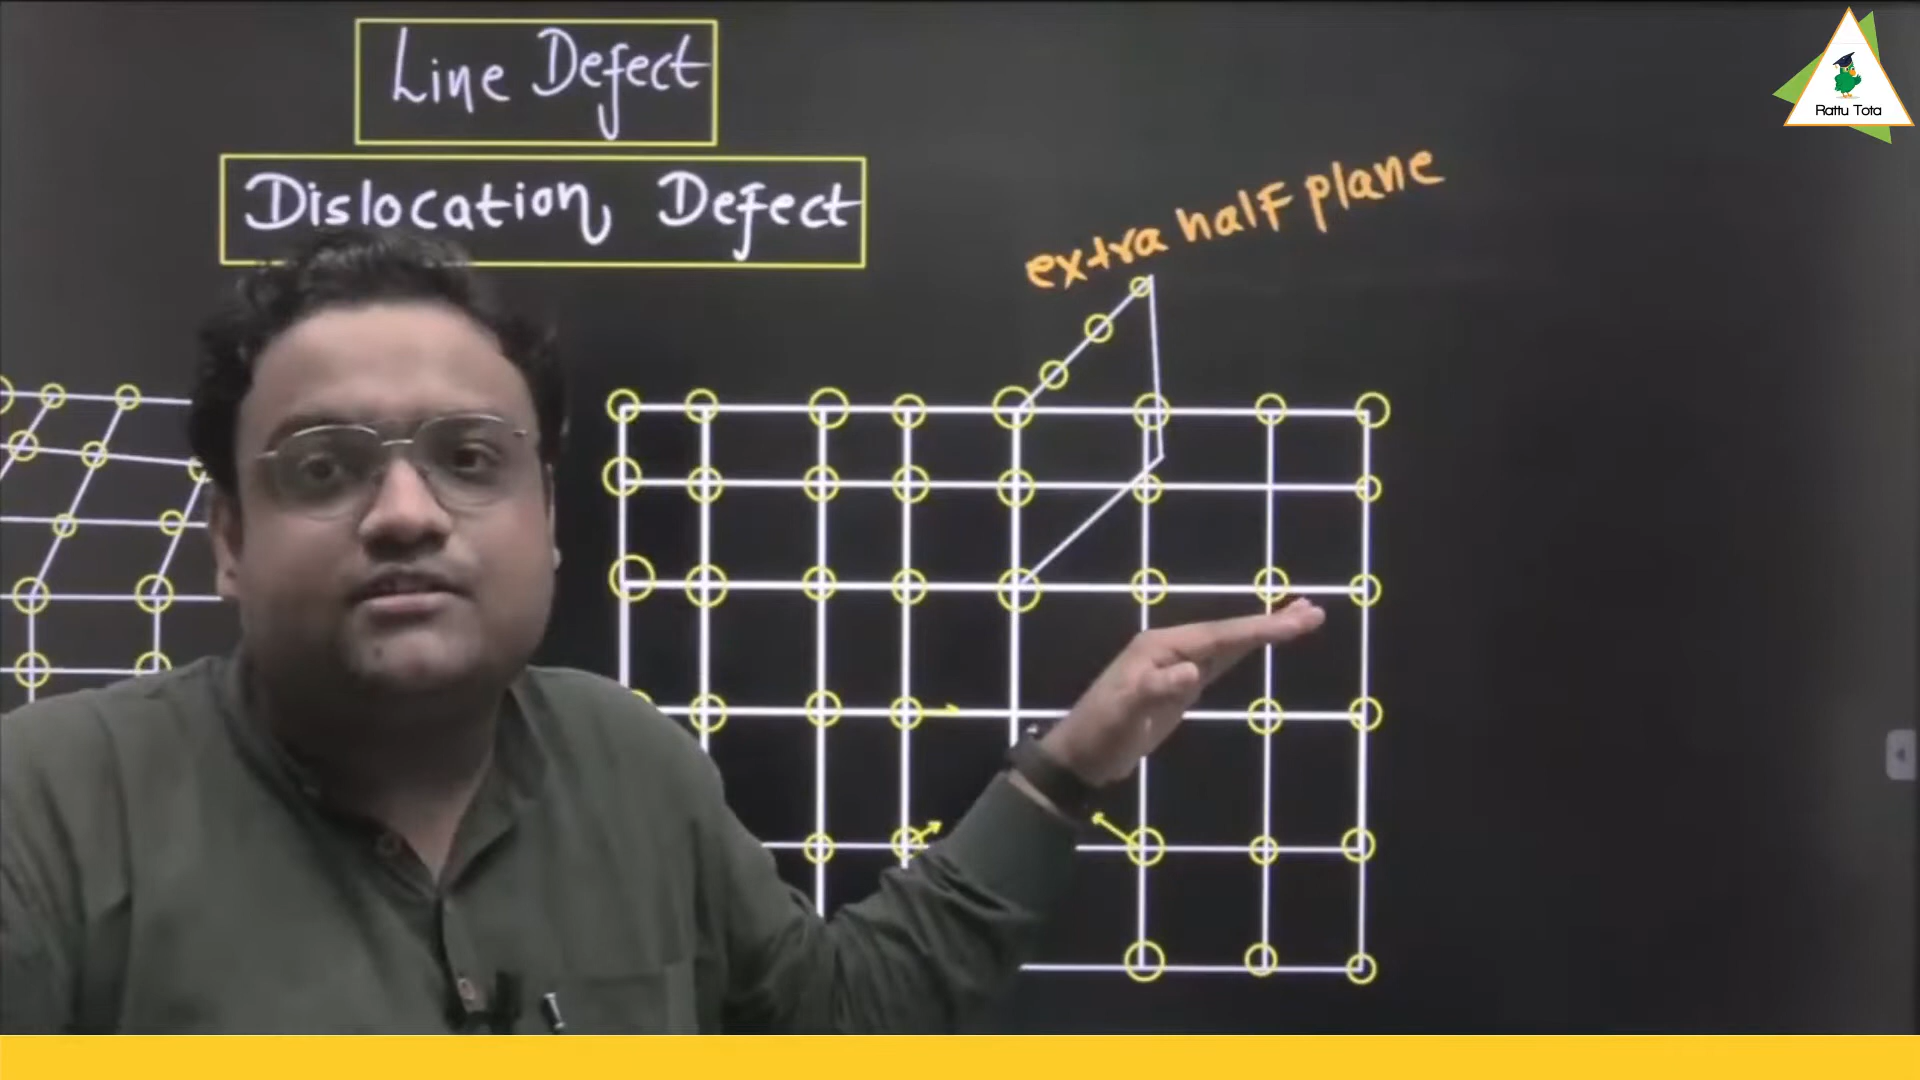 Line Defect
Dislocation Defect
extra half plane
Rattu Tota